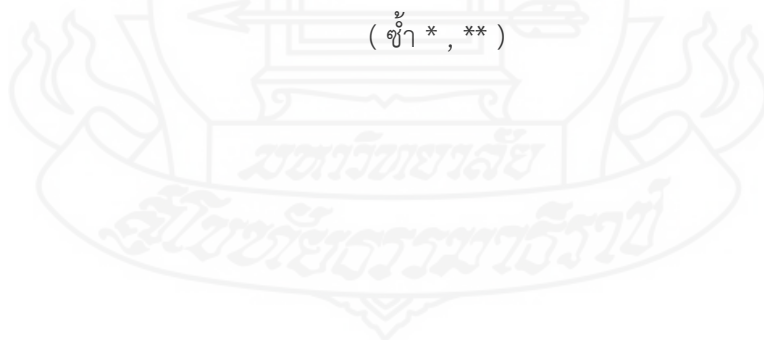 ( ซ้ำ * , ** )
มหาวิทยาลัย
สุโขทัยธรรมาธิราช